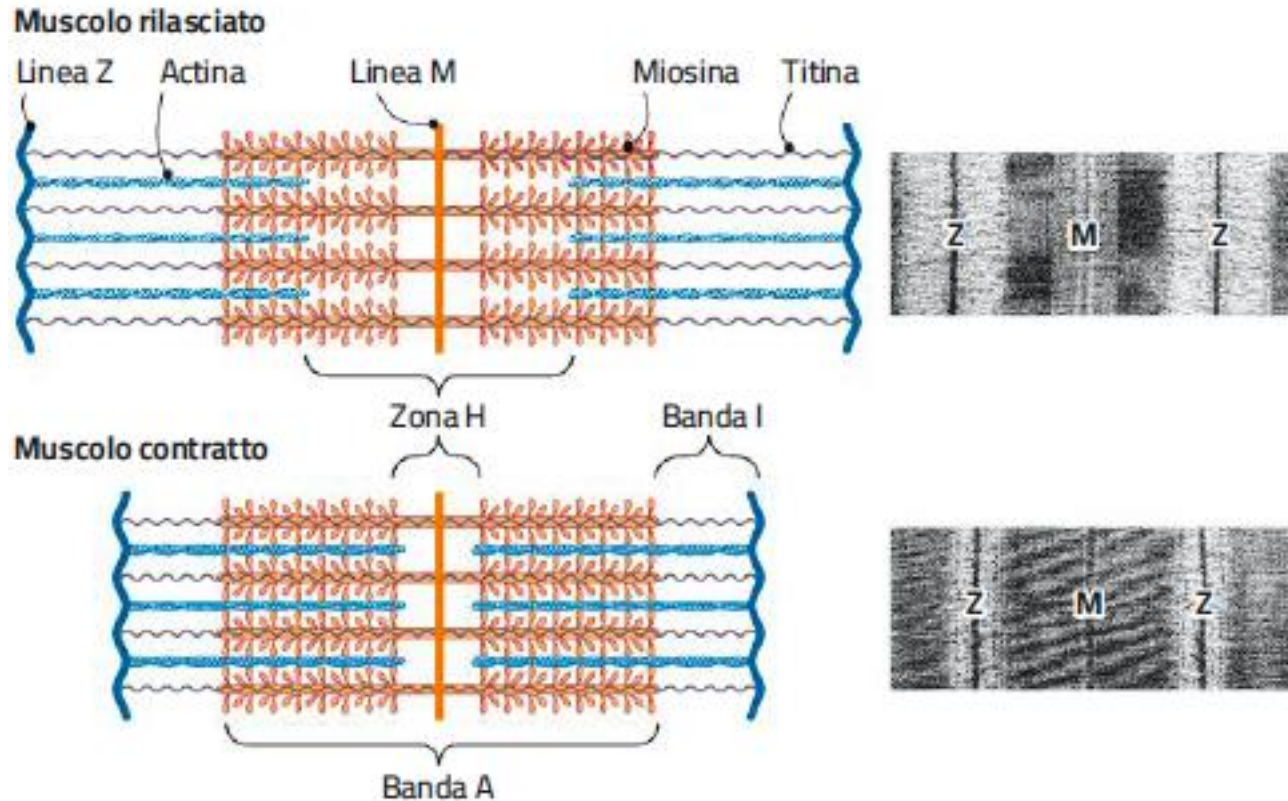 Muscolo rilasciato
Linea Z Actina Linea M Miosina Titina
Z M Z
Zona H Banda I
Muscolo contratto
Z M Z
Banda A